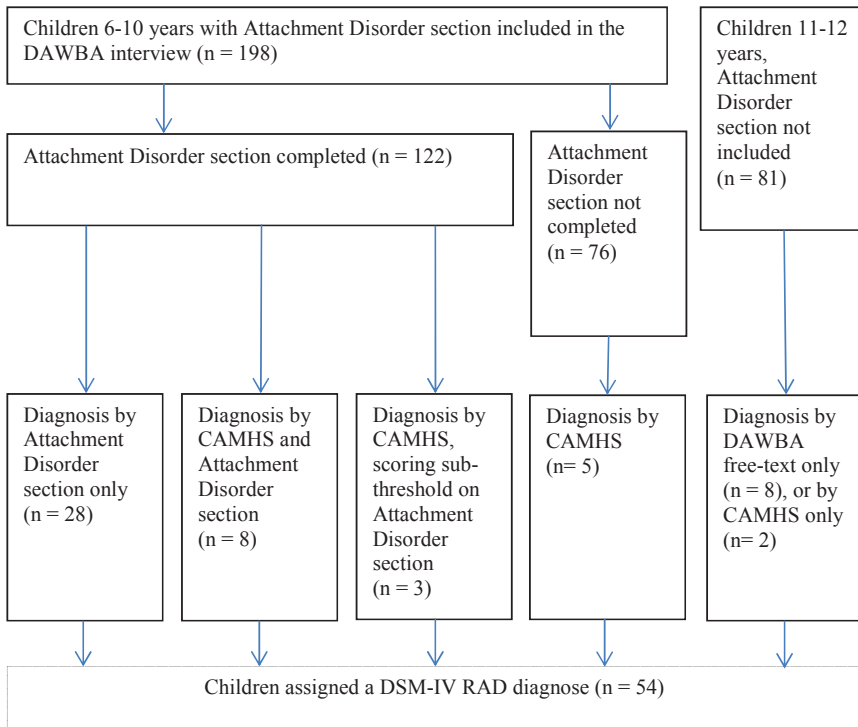 Children 6-10 years with Attachment Disorder section included in the
DAWBA interview (n = 198)
Children 11-12
years,
Attachment
Disorder
section not
included
(n = 81)
Attachment Disorder section completed (n = 122)
Attachment
Disorder
section not
completed
(n = 76)
Diagnosis by
Attachment
Disorder
section only
(n = 28)
Diagnosis by
CAMHS and
Attachment
Disorder
section
(n = 8)
Diagnosis by
CAMHS,
scoring sub-
threshold on
Attachment
Disorder
section
(n = 3)
Diagnosis by
CAMHS
(n= 5)
Diagnosis by
DAWBA
free-text only
(n = 8), or by
CAMHS only
(n= 2)
Children assigned a DSM-IV RAD diagnose (n = 54)